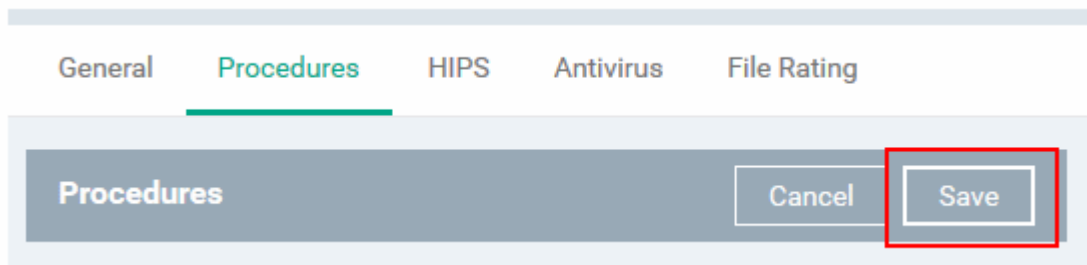 General Procedures HIPS Antivirus File Rating
Procedures Cancel Save